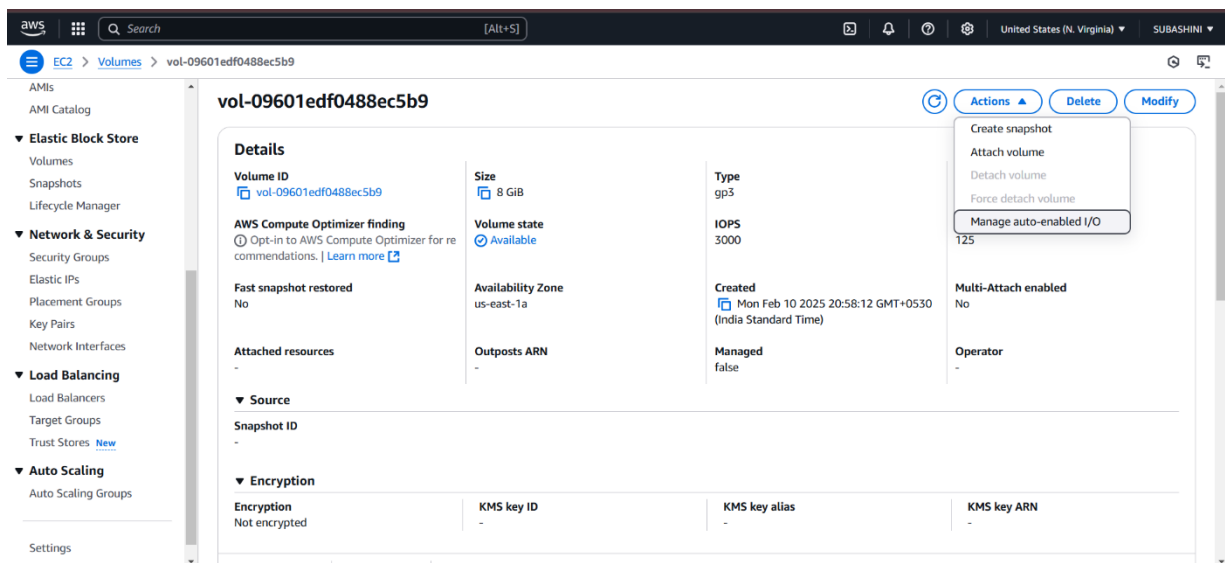 aws
Search [Alt+S] United States (N. Virginia) SUBASHINI
EC2 > Volumes > vol-09601edf0488ec5b9
AMIs
AMI Catalog
Elastic Block Store
Volumes
Snapshots
Lifecycle Manager
Network & Security
Security Groups
Elastic IPs
Placement Groups
Key Pairs
Network Interfaces
Load Balancing
Load Balancers
Target Groups
Trust Stores New
Auto Scaling
Auto Scaling Groups
Settings
vol-09601edf0488ec5b9
Actions Delete Modify
Create snapshot
Attach volume
Detach volume
Force detach volume
Manage auto-enabled I/O
Details
Volume ID
vol-09601edf0488ec5b9
Size
8 GiB
Type
gp3
AWS Compute Optimizer finding
Opt-in to AWS Compute Optimizer for re
commendations. | Learn more
Volume state
Available
IOPS
3000
125
Fast snapshot restored
No
Availability Zone
us-east-1a
Created
Mon Feb 10 2025 20:58:12 GMT+0530
(India Standard Time)
Multi-Attach enabled
No
Attached resources
-
Outposts ARN
-
Managed
false
Operator
-
Source
Snapshot ID
-
Encryption
Encryption
Not encrypted
KMS key ID
-
KMS key alias
-
KMS key ARN
-